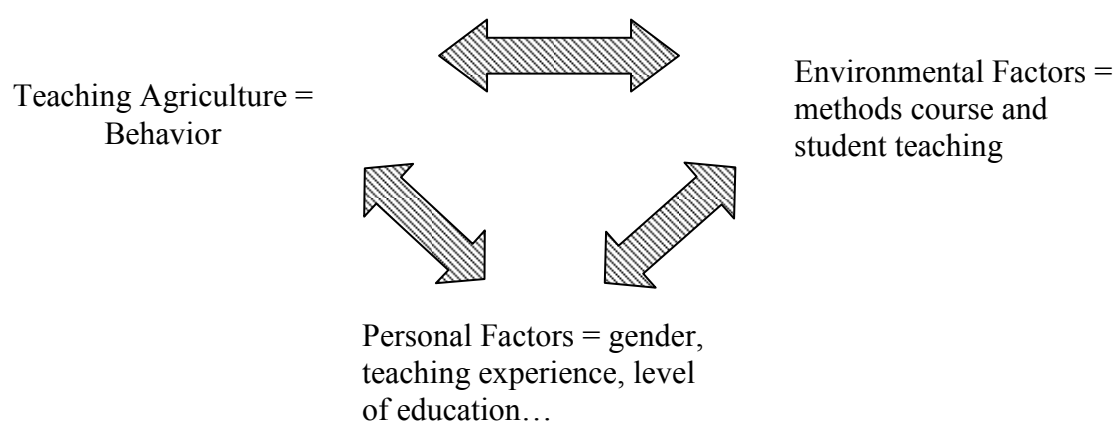 Teaching Agriculture =
Behavior
Environmental Factors =
methods course and
student teaching
Personal Factors = gender,
teaching experience, level
of education…